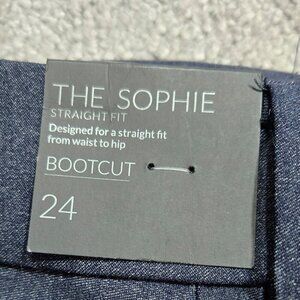 THE SOPHIE
STRAIGHT FIT
Designed for a straight fit
from waist to hip
BOOTCUT
24